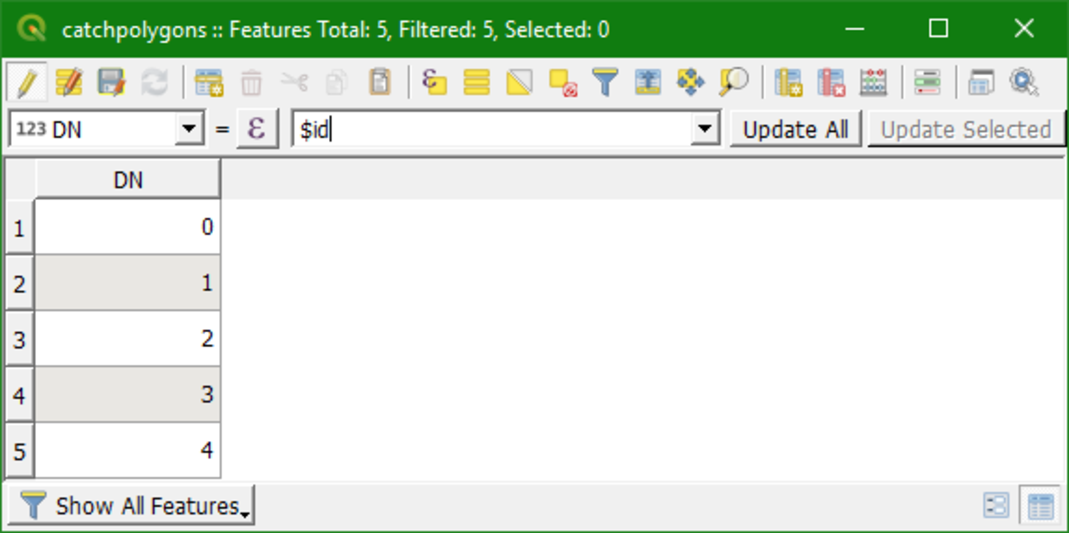 catchpolygons :: Features Total: 5, Filtered: 5, Selected: 0
123 DN = ε $id Update All Update Selected
DN
1 0
2 1
3 2
4 3
5 4
Show All Features